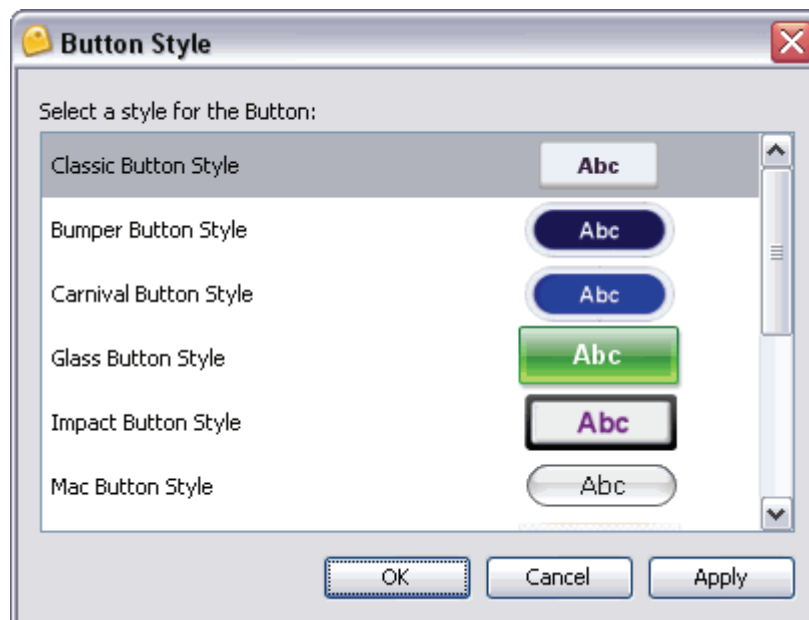 Button Style
Select a style for the Button:
Classic Button Style Abc
Bumper Button Style Abc
Carnival Button Style Abc
Glass Button Style Abc
Impact Button Style Abc
Mac Button Style Abc
OK Cancel Apply